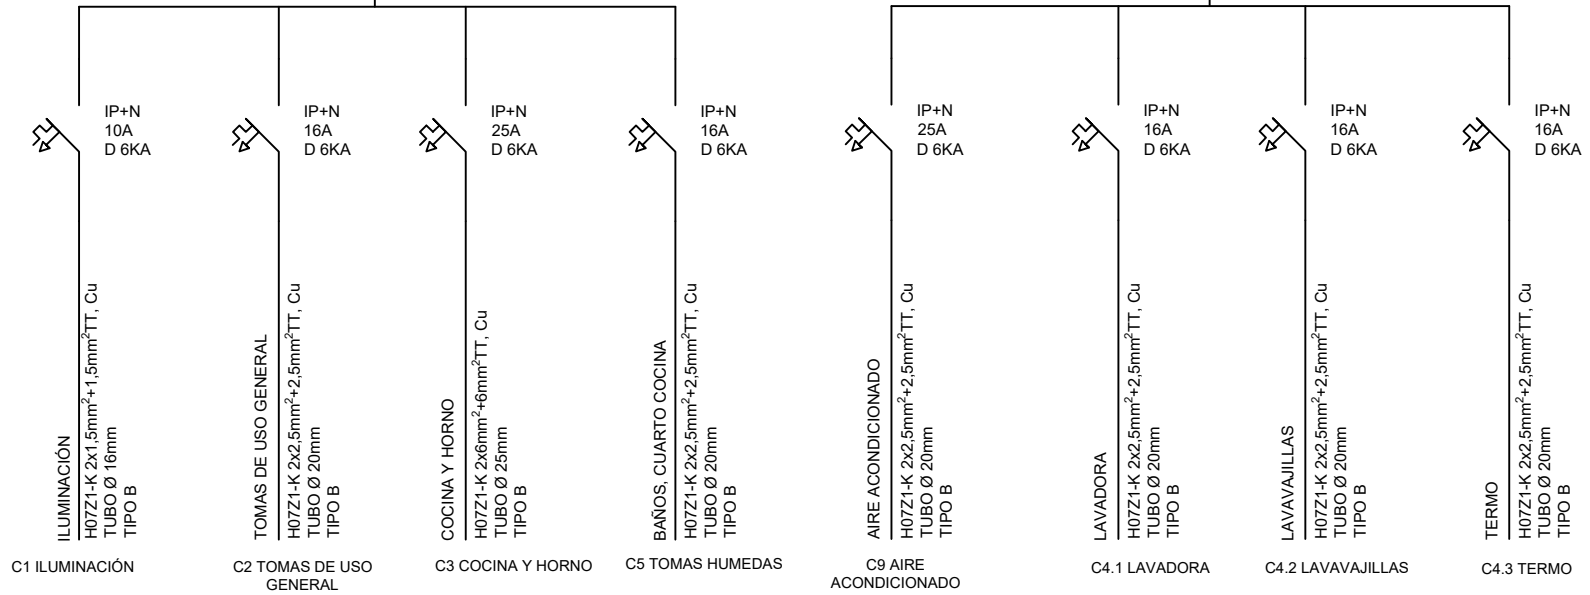 IP+N
10A
D 6KA
ILUMINACIÓN
H07Z1-K 2x1,5mm²+1,5mm²TT, Cu
TUBO Ø 16mm
TIPO B
C1 ILUMINACIÓN
IP+N
16A
D 6KA
TOMAS DE USO GENERAL
H07Z1-K 2x2,5mm²+2,5mm²TT, Cu
TUBO Ø 20mm
TIPO B
C2 TOMAS DE USO
GENERAL
IP+N
25A
D 6KA
COCINA Y HORNO
H07Z1-K 2x6mm²+6mm²TT, Cu
TUBO Ø 25mm
TIPO B
C3 COCINA Y HORNO
IP+N
16A
D 6KA
BAÑOS, CUARTO COCINA
H07Z1-K 2x2,5mm²+2,5mm²TT, Cu
TUBO Ø 20mm
TIPO B
C5 TOMAS HUMEDAS
IP+N
25A
D 6KA
AIRE ACONDICIONADO
H07Z1-K 2x2,5mm²+2,5mm²TT, Cu
TUBO Ø 20mm
TIPO B
C9 AIRE
ACONDICIONADO
IP+N
16A
D 6KA
LAVADORA
H07Z1-K 2x2,5mm²+2,5mm²TT, Cu
TUBO Ø 20mm
TIPO B
C4.1 LAVADORA
IP+N
16A
D 6KA
LAVAVAJILLAS
H07Z1-K 2x2,5mm²+2,5mm²TT, Cu
TUBO Ø 20mm
TIPO B
C4.2 LAVAVAJILLAS
IP+N
16A
D 6KA
TERMO
H07Z1-K 2x2,5mm²+2,5mm²TT, Cu
TUBO Ø 20mm
TIPO B
C4.3 TERMO